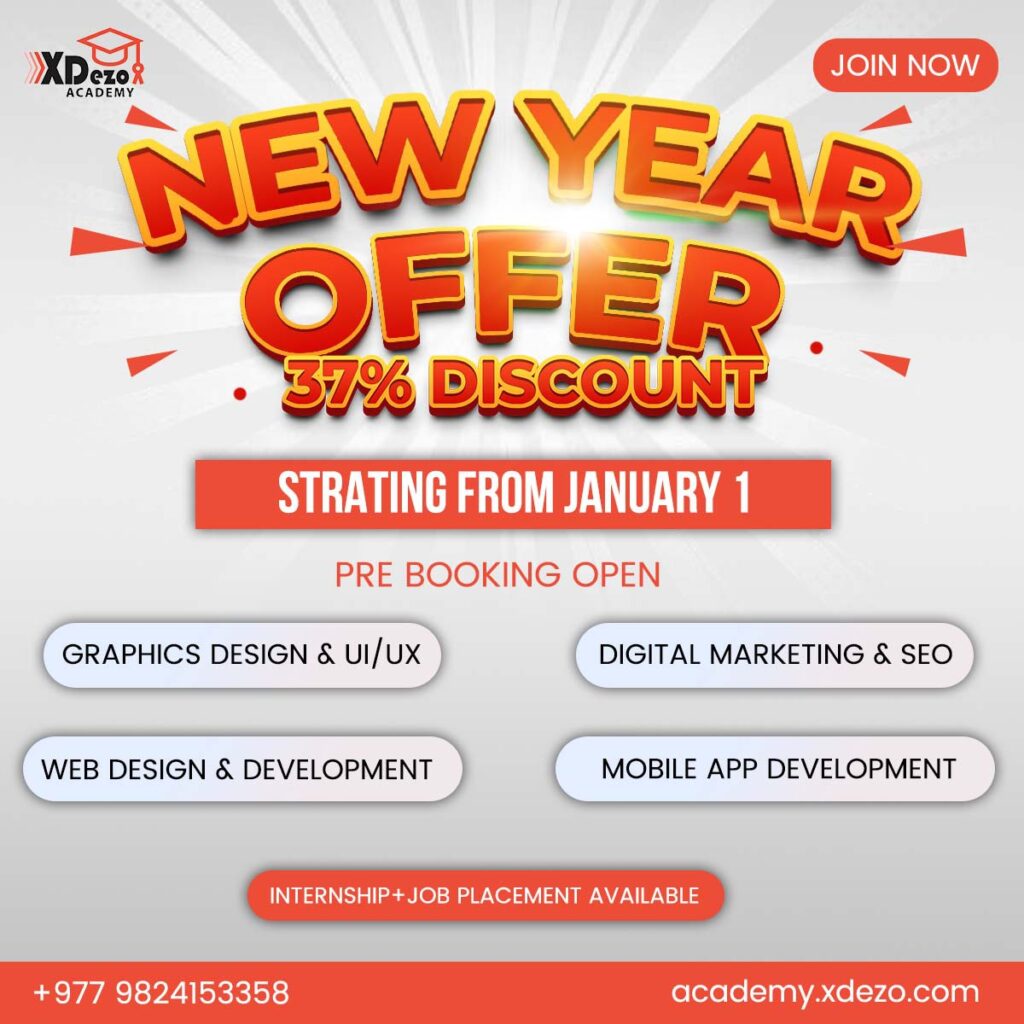 XDezo
ACADEMY
JOIN NOW
NEW YEAR
OFFER
37% DISCOUNT
STRATING FROM JANUARY 1
PRE BOOKING OPEN
GRAPHICS DESIGN & UI/UX
DIGITAL MARKETING & SEO
WEB DESIGN & DEVELOPMENT
MOBILE APP DEVELOPMENT
INTERNSHIP+JOB PLACEMENT AVAILABLE
+977 9824153358
academy.xdezo.com